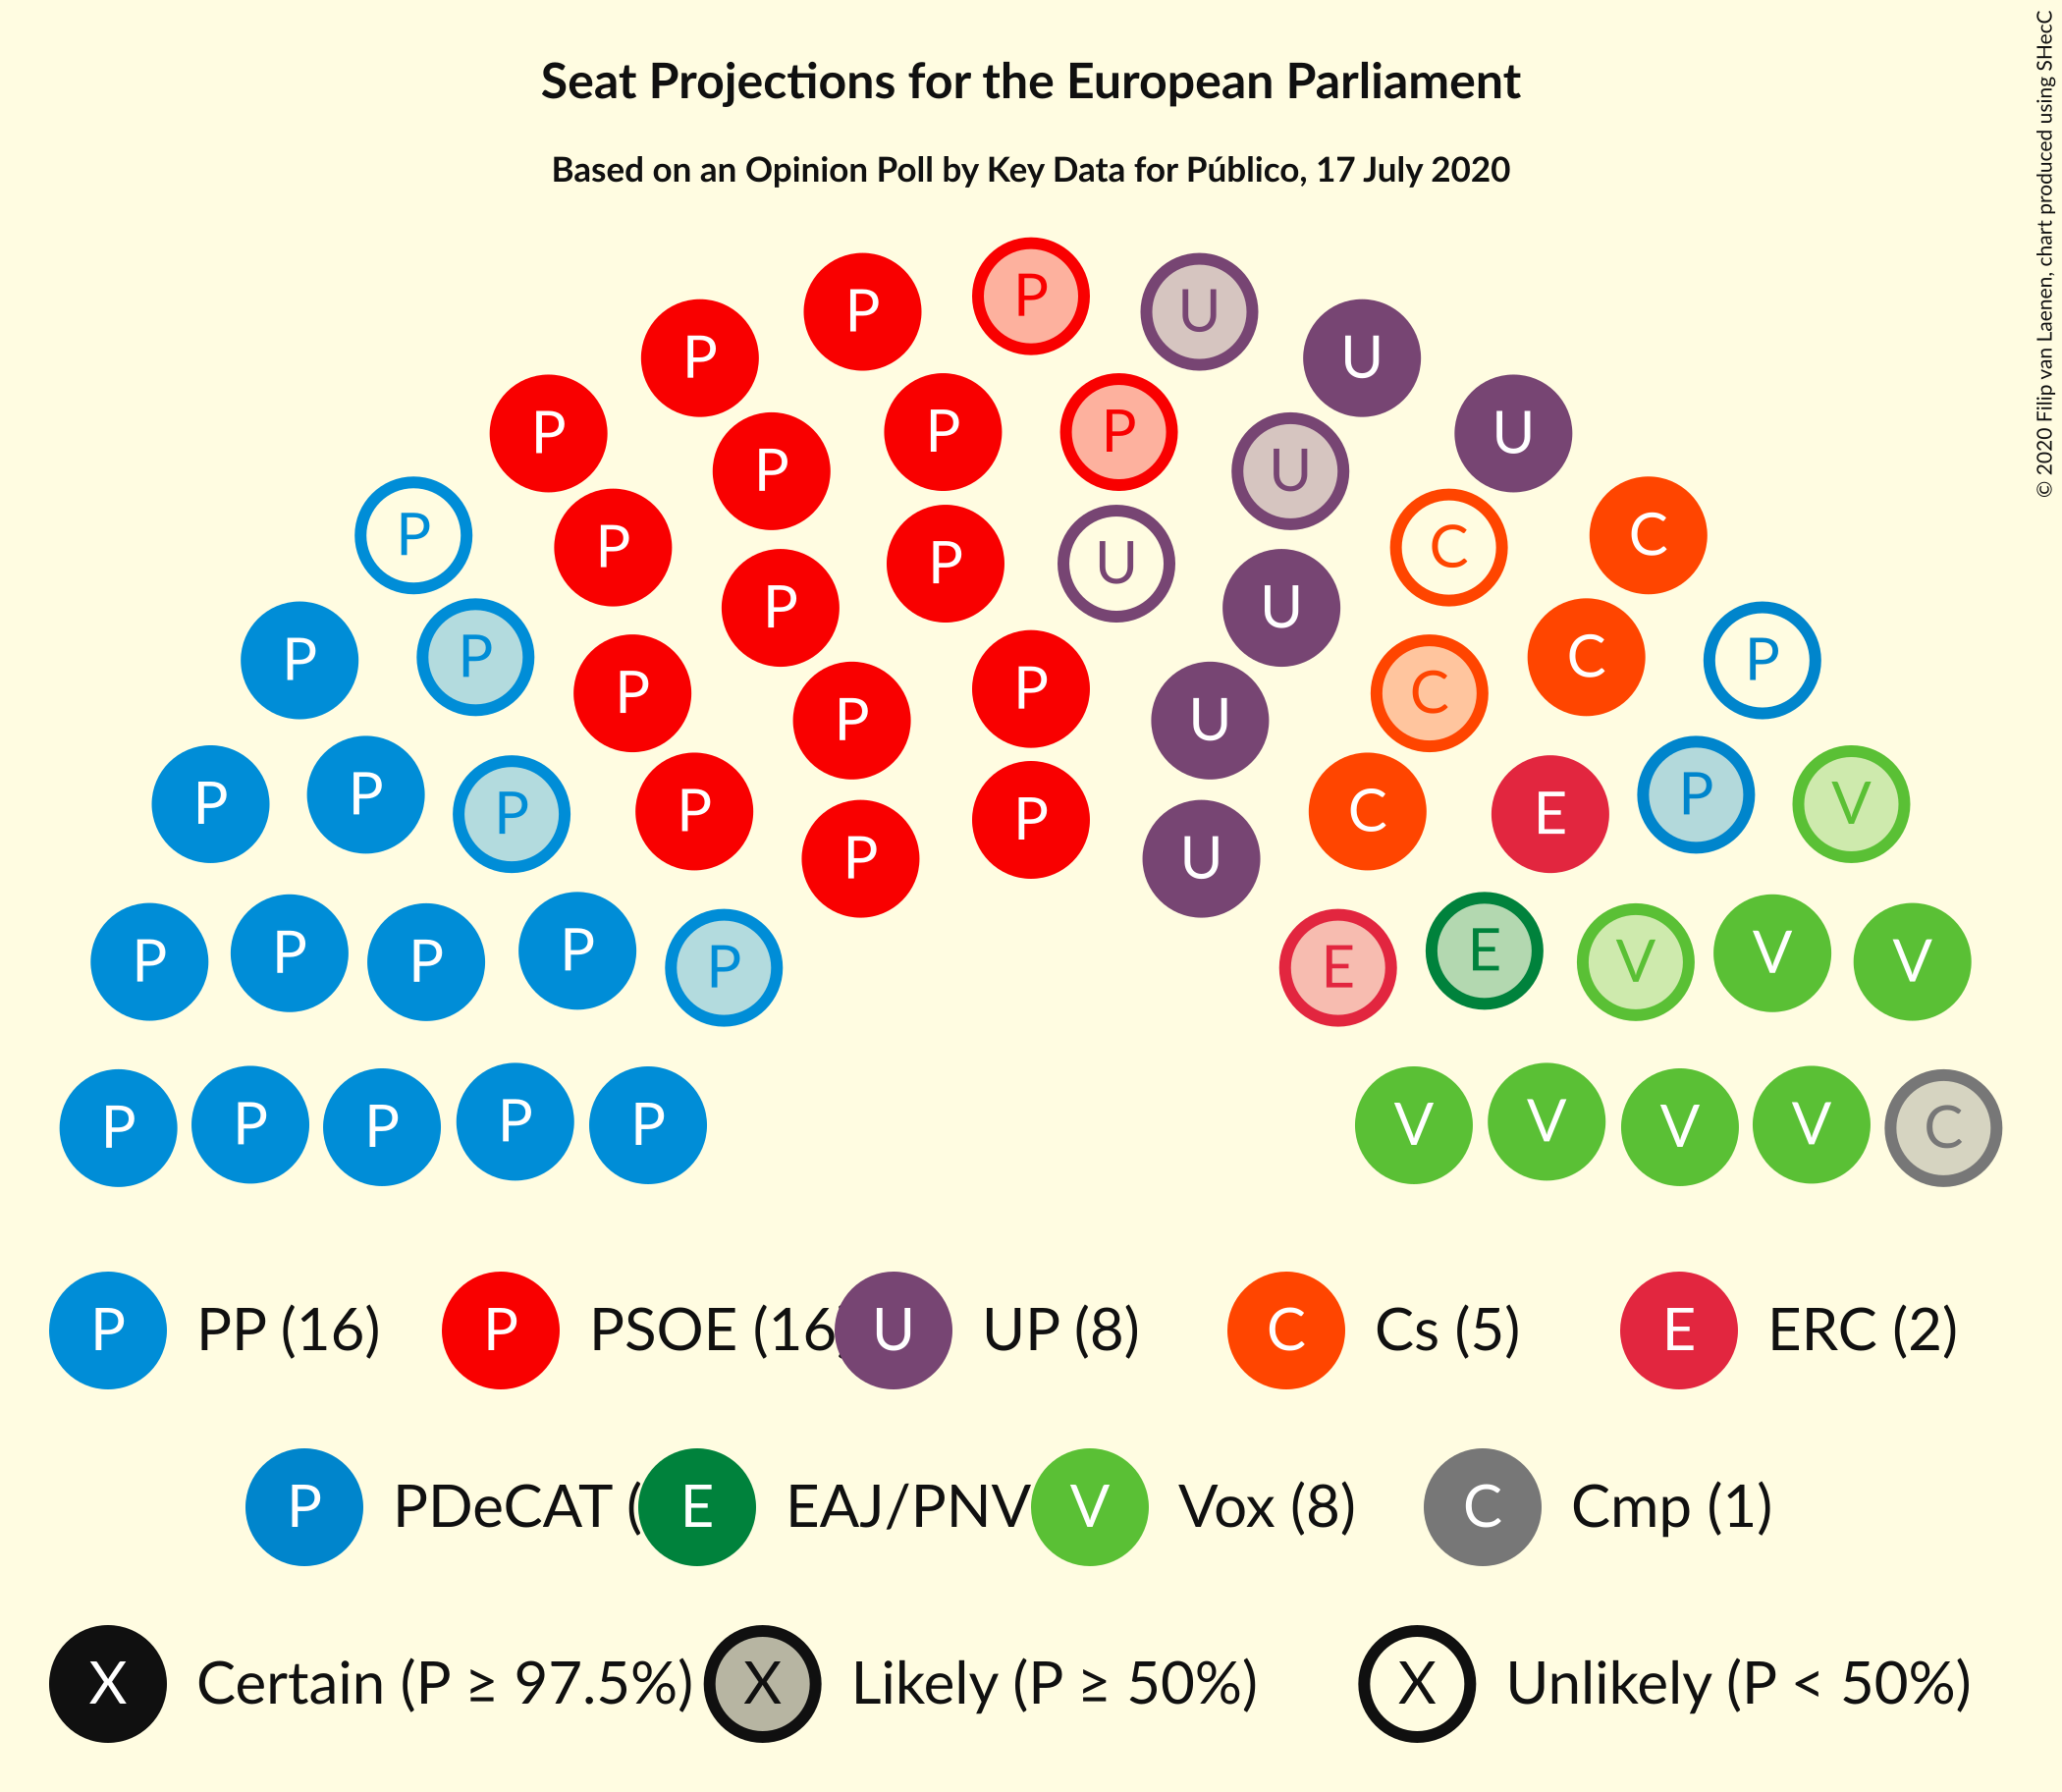 Seat Projections for the European Parliament
Based on an Opinion Poll by Key Data for Público, 17 July 2020
© 2020 Filip van Laenen, chart produced using SHecC
P U
P U
P U
P P
P U
P C C
P P U
P P U
P C
P P P
P P C P
P P U
P P C E P V
P P P U
P P P P P E E V V V
P P P P P V V V V C
P PP (16) P PSOE (16 U UP (8) C Cs (5) E ERC (2)
P PDeCAT ( E EAJ/PNV V Vox (8) C Cmp (1)
X Certain (P ≥ 97.5%) X Likely (P ≥ 50%) X Unlikely (P < 50%)